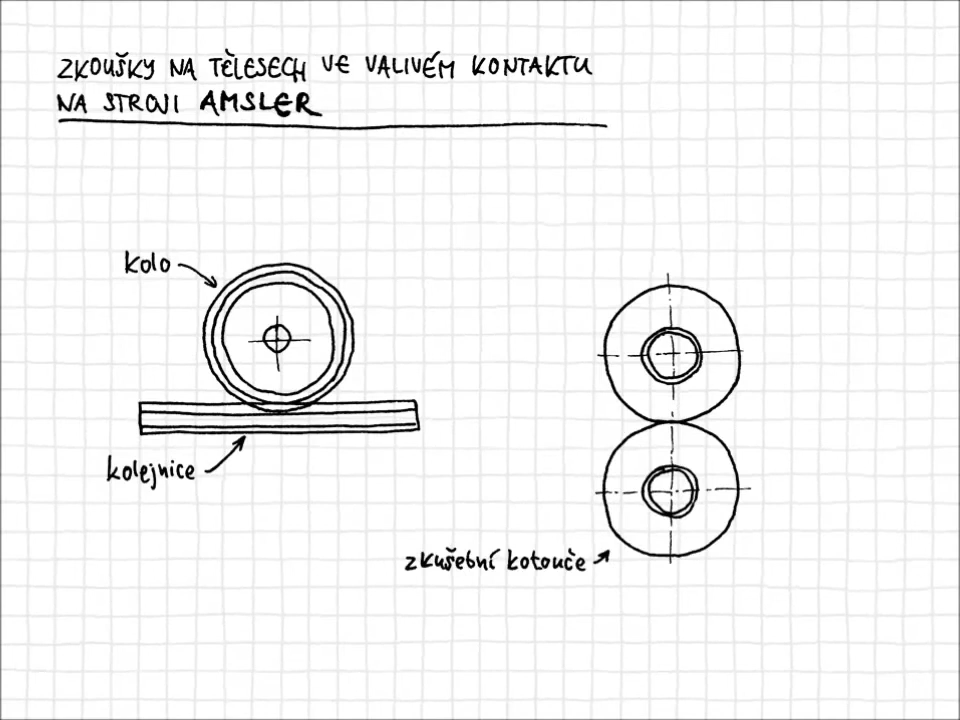 ZKOUŠKY NA TĚLESECH VE VALIVÉM KONTAKTU
NA STROJI AMSLER
kolo
kolejnice
zkušební kotouče